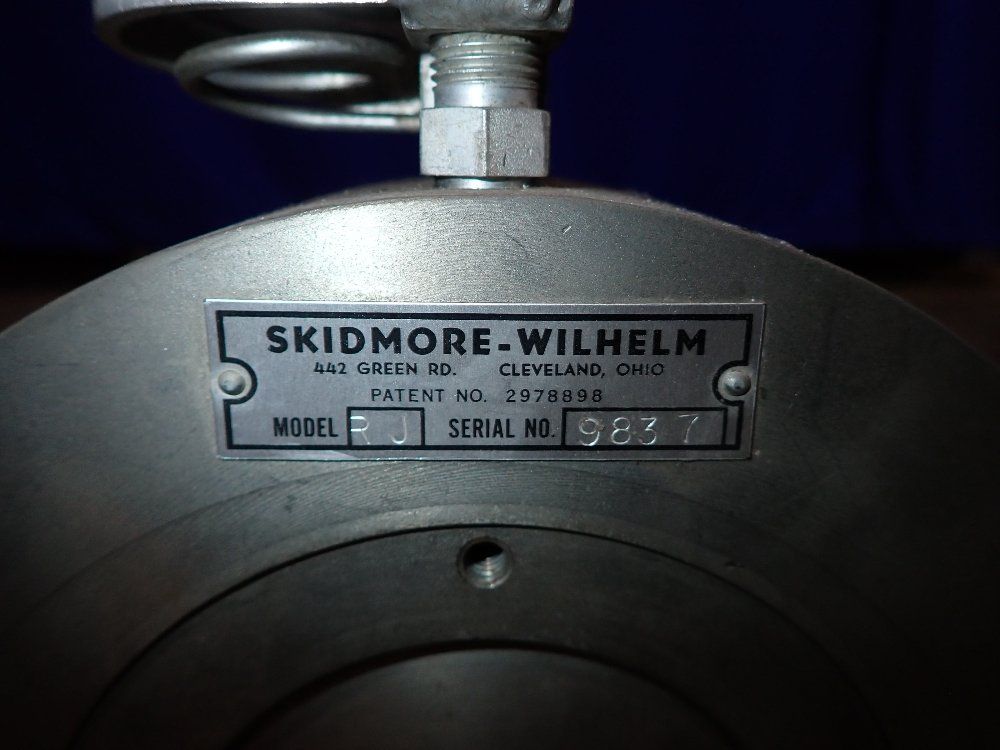 SKIDMORE-WILHELM
442 GREEN RD. CLEVELAND, OHIO
PATENT NO. 2978898
MODEL RJ SERIAL NO. 9837